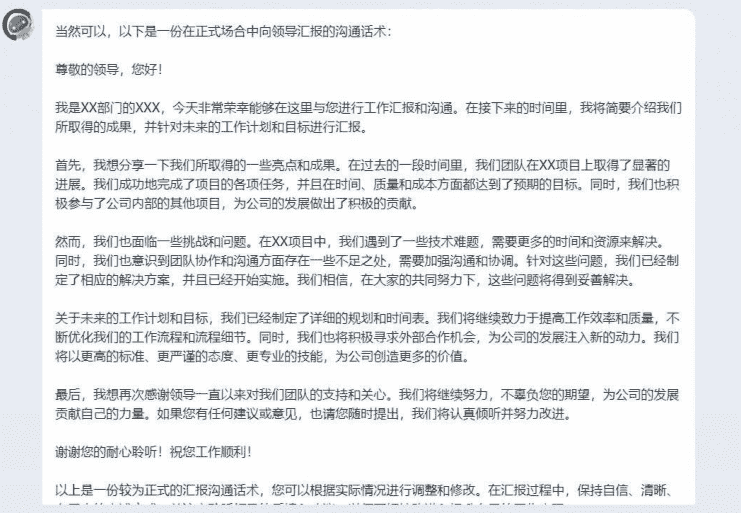 当然可以，以下是一份在正式场合中向领导汇报的沟通话术：
尊敬的领导，您好！
我是XX部门的XXX，今天非常荣幸能够在这里与您进行工作汇报和沟通。在接下来的时间里，我将简要介绍我们
所取得的成果，并针对未来的工作计划和目标进行汇报。
首先，我想分享一下我们所取得的一些亮点和成果。在过去的一段时间里，我们团队在XX项目上取得了显著的
进展。我们成功地完成了项目的各项任务，并且在时间、质量和成本方面都达到了预期的目标。同时，我们也积
极参与了公司内部的其他项目，为公司的发展做出了积极的贡献。
然而，我们也面临一些挑战和问题。在XX项目中，我们遇到了一些技术难题，需要更多的时间和资源来解决。
同时，我们也意识到团队协作和沟通方面存在一些不足之处，需要加强沟通和协调。针对这些问题，我们已经制
定了相应的解决方案，并且已经开始实施。我们相信，在大家的共同努力下，这些问题将得到妥善解决。
关于未来的工作计划和目标，我们已经制定了详细的规划和时间表。我们将继续致力于提高工作效率和质量，不
断优化我们的工作流程和流程细节。同时，我们也将积极寻求外部合作机会，为公司的发展注入新的动力。我们
将以更高的标准、更严谨的态度、更专业的技能，为公司创造更多的价值。
最后，我想再次感谢领导一直以来对我们团队的支持和关心。我们将继续努力，不辜负您的期望，为公司的发展
贡献自己的力量。如果您有任何建议或意见，也请您随时提出，我们将认真倾听并努力改进。
谢谢您的耐心聆听！祝您工作顺利！
以上是一份较为正式的汇报沟通话术，您可以根据实际情况进行调整和修改。在汇报过程中，保持自信、清晰、